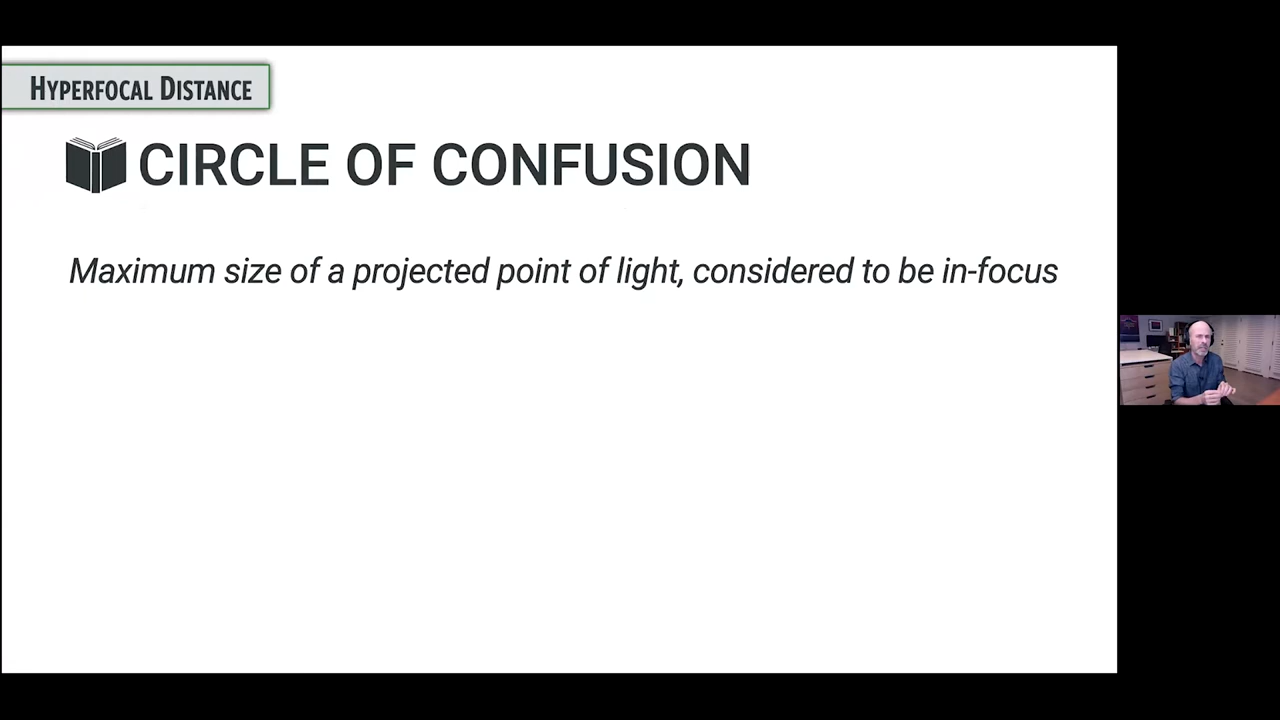 HYPERFOCAL DISTANCE
CIRCLE OF CONFUSION
Maximum size of a projected point of light, considered to be in-focus